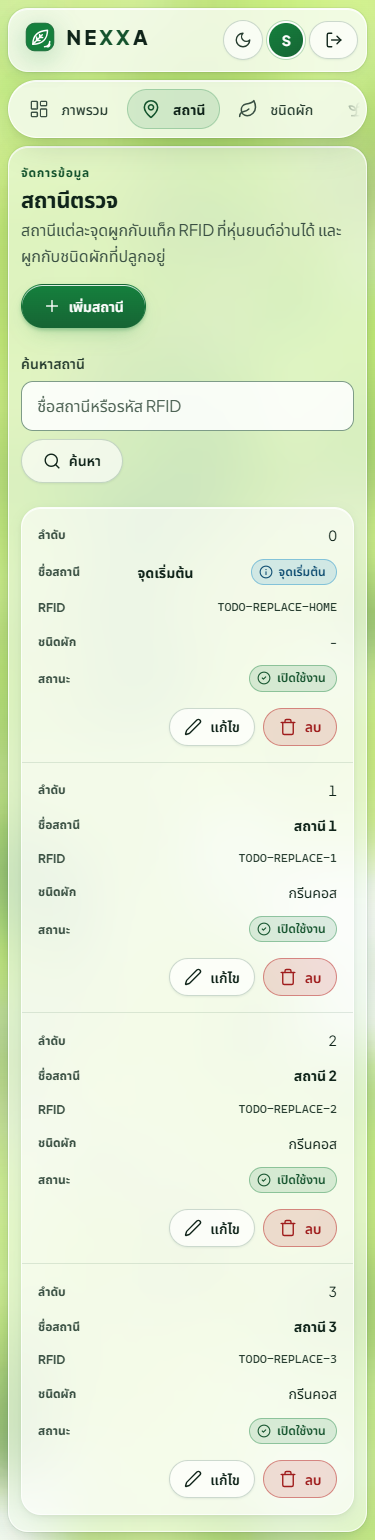 NEXXA
S
ภาพรวม
สถานี
ชนิดผัก
จัดการข้อมูล
สถานีตรวจ
สถานีแต่ละจุดผูกกับแท็ก RFID ที่หุ่นยนต์อ่านได้ และ
ผูกกับชนิดผักที่ปลูกอยู่
เพิ่มสถานี
ค้นหาสถานี
ชื่อสถานีหรือรหัส RFID
ค้นหา
ลำดับ 0
ชื่อสถานี จุดเริ่มต้น จุดเริ่มต้น
RFID TODO-REPLACE-HOME
ชนิดผัก -
สถานะ เปิดใช้งาน
แก้ไข ลบ
ลำดับ 1
ชื่อสถานี สถานี 1
RFID TODO-REPLACE-1
ชนิดผัก กรีนคอส
สถานะ เปิดใช้งาน
แก้ไข ลบ
ลำดับ 2
ชื่อสถานี สถานี 2
RFID TODO-REPLACE-2
ชนิดผัก กรีนคอส
สถานะ เปิดใช้งาน
แก้ไข ลบ
ลำดับ 3
ชื่อสถานี สถานี 3
RFID TODO-REPLACE-3
ชนิดผัก กรีนคอส
สถานะ เปิดใช้งาน
แก้ไข ลบ